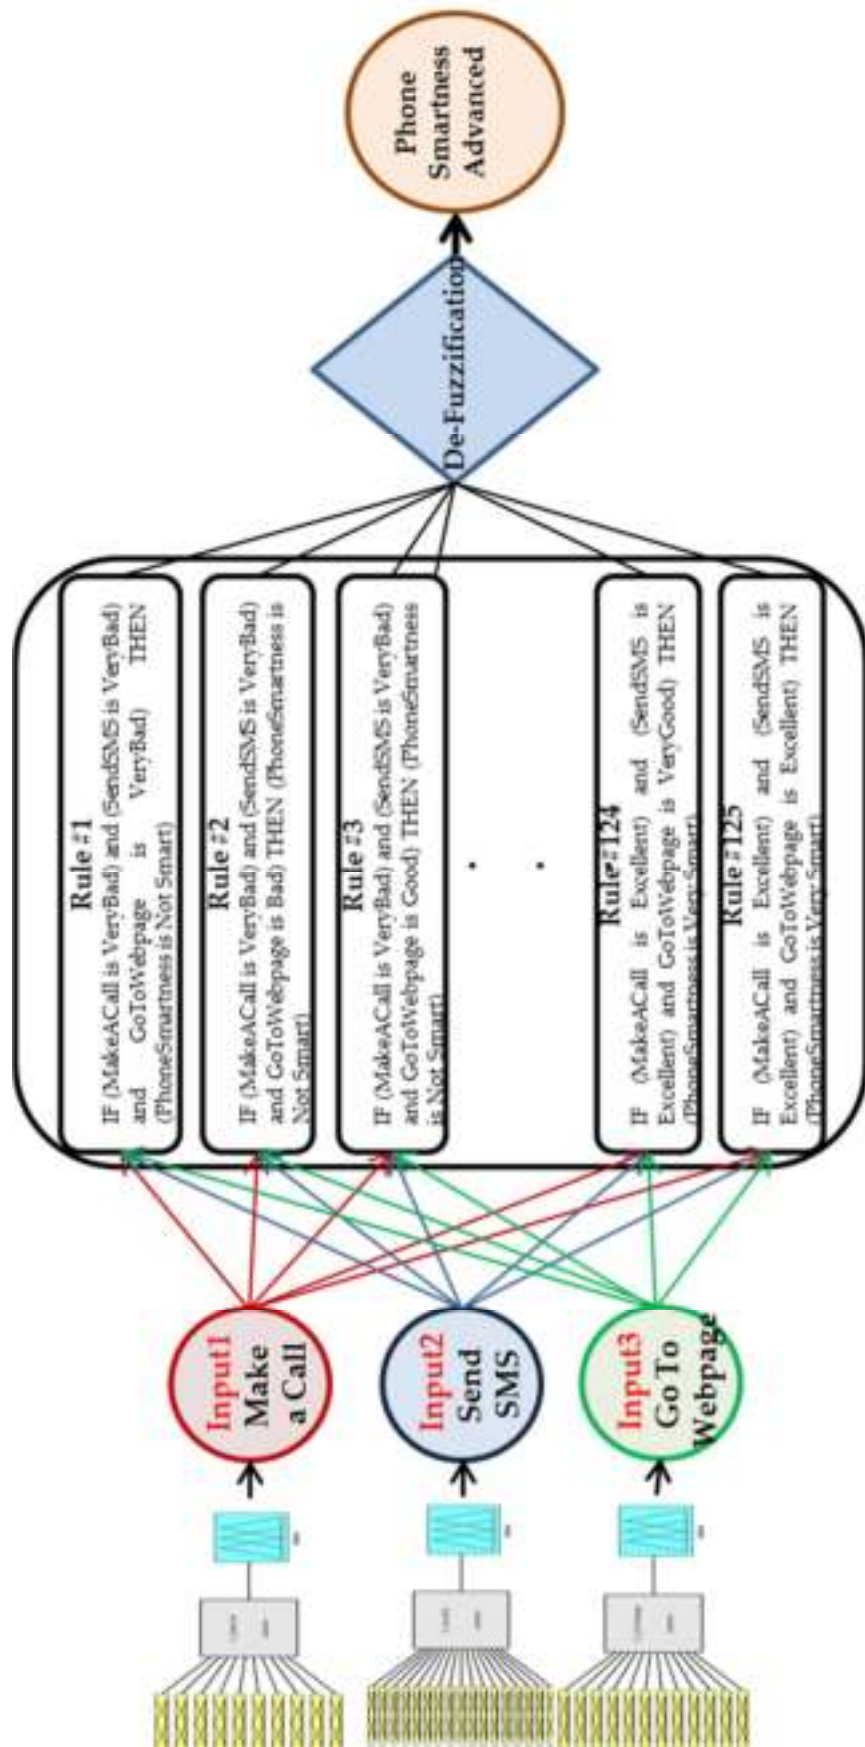 Input1
Make
a Call
Input2
Send
SMS
Input3
Go To
Webpage
Rule #1
IF (MakeACall is VeryBad) and (SendSMS is VeryBad)
and GoToWebpage is VeryBad) THEN
(PhoneSmartness is Not Smart)
Rule #2
IF (MakeACall is VeryBad) and (SendSMS is VeryBad)
and GoToWebpage is Bad) THEN (PhoneSmartness is
Not Smart)
Rule #3
IF (MakeACall is VeryBad) and (SendSMS is VeryBad)
and GoToWebpage is Good) THEN (PhoneSmartness
is Not Smart)
.
.
Rule #124
IF (MakeACall is Excellent) and (SendSMS is
Excellent) and GoToWebpage is VeryGood) THEN
(PhoneSmartness is Very Smart)
Rule #125
IF (MakeACall is Excellent) and (SendSMS is
Excellent) and GoToWebpage is Excellent) THEN
(PhoneSmartness is Very Smart)
De-Fuzzification
Phone
Smartness
Advanced